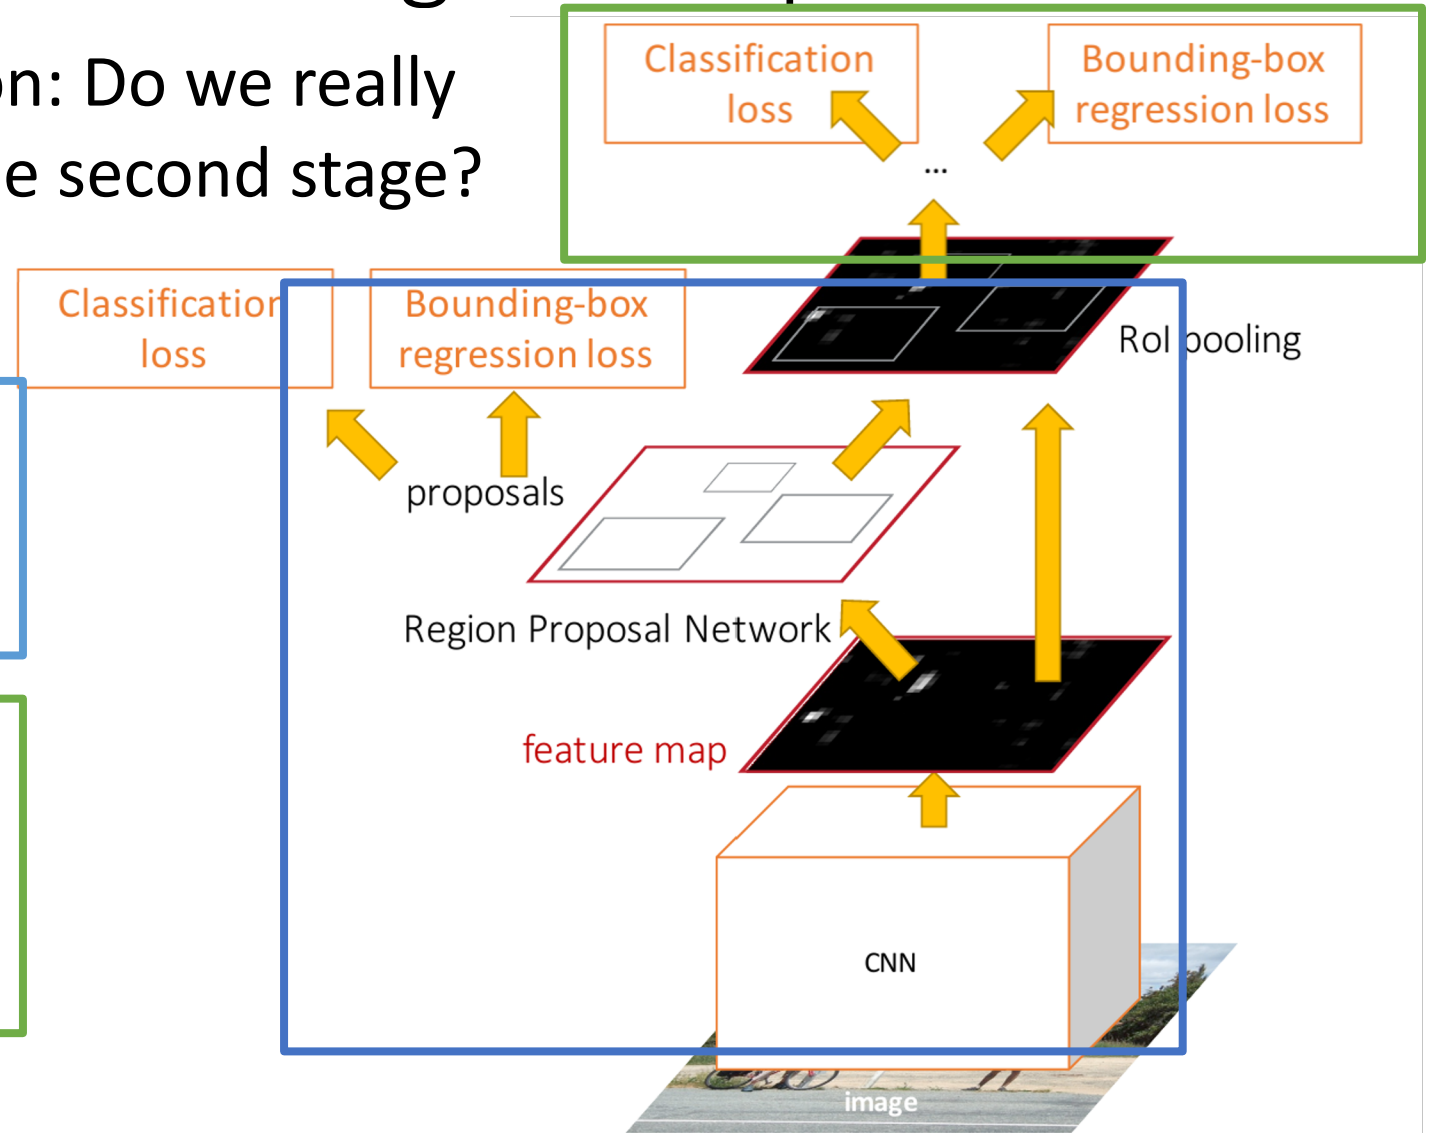 on: Do we really
e second stage?
Classification
loss
Bounding-box
regression loss
...
Classification
loss
Bounding-box
regression loss
RoI pooling
proposals
Region Proposal Network
feature map
CNN
image